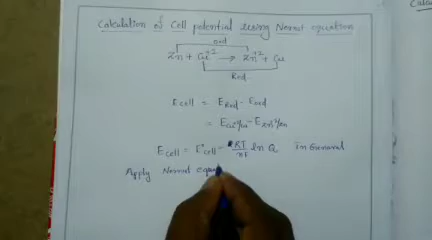 Calculation of Cell potential using Nernst equation
oxd
Zn + Cu+2 → Zn+2 + Cu
Red.
Ecell = ERed - Eoxd
= ECu+2/Cu - EZn+2/Zn
Ecell = E°cell - RT/nF ln Q In General
Apply Nernst equa